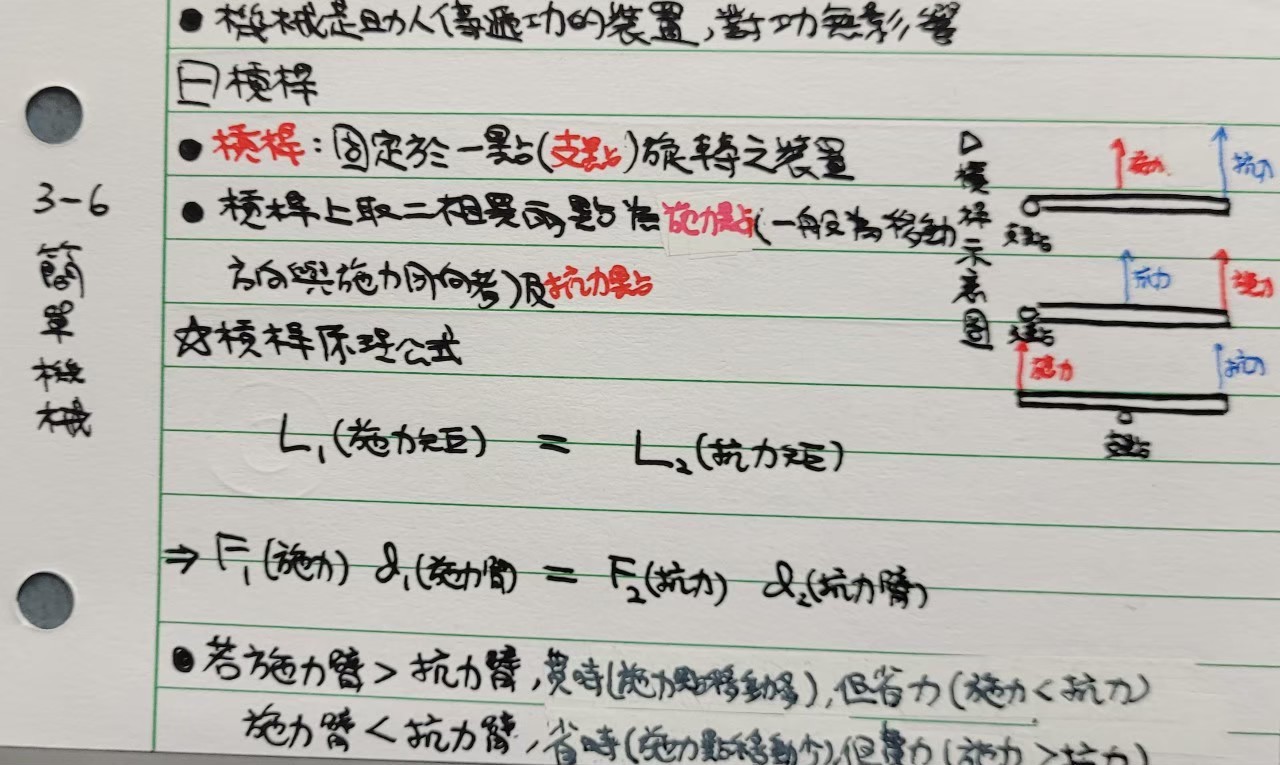 ● 機械是助人傳遞功的裝置,對功無影響
㊀槓桿
● 槓桿:固定於一點(支點)旋轉之裝置
● 槓桿上取二相異兩點為施力點(一般為移動
方向與施力同向者)及抗力點
☆槓桿原理公式
L₁(施力矩) = L₂(抗力矩)
⇒ F₁(施力) d₁(施力臂) = F₂(抗力) d₂(抗力臂)
● 若施力臂 > 抗力臂,費時(施力點移動多),但省力(施力<抗力)
施力臂 < 抗力臂,省時(施力點移動少),但費力(施力>抗力)
3-6
簡單機械
▷槓桿示意圖
施力 抗力
支點
抗力 施力
支點
施力 抗力
支點